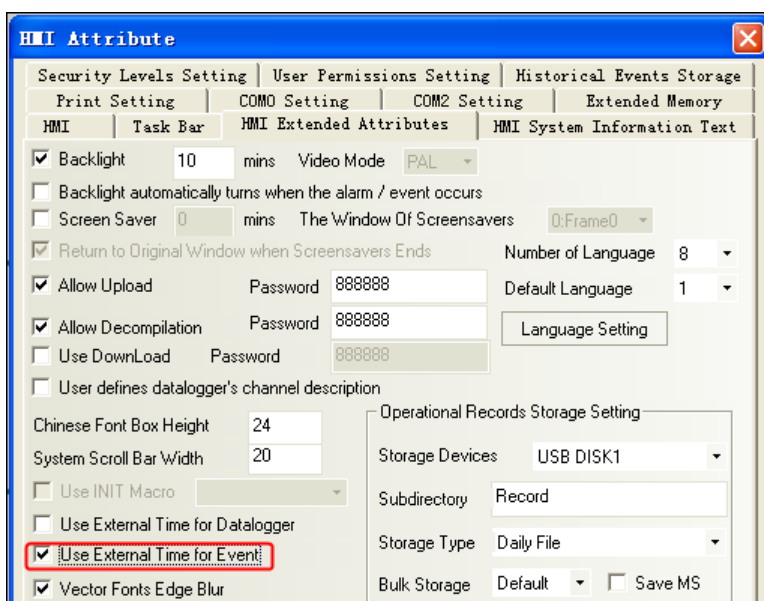 HMI Attribute
Security Levels Setting User Permissions Setting Historical Events Storage
Print Setting COM0 Setting COM2 Setting Extended Memory
HMI Task Bar HMI Extended Attributes HMI System Information Text
Backlight 10 mins Video Mode PAL
Backlight automatically turns when the alarm / event occurs
Screen Saver 0 mins The Window Of Screensavers 0:Frame0
Return to Original Window when Screensavers Ends Number of Language 8
Allow Upload Password 888888 Default Language 1
Allow Decompilation Password 888888 Language Setting
Use DownLoad Password 888888
User defines datalogger's channel description
Chinese Font Box Height 24
System Scroll Bar Width 20
Use INIT Macro
Use External Time for Datalogger
Use External Time for Event
Vector Fonts Edge Blur
Operational Records Storage Setting
Storage Devices USB DISK1
Subdirectory Record
Storage Type Daily File
Bulk Storage Default Save MS